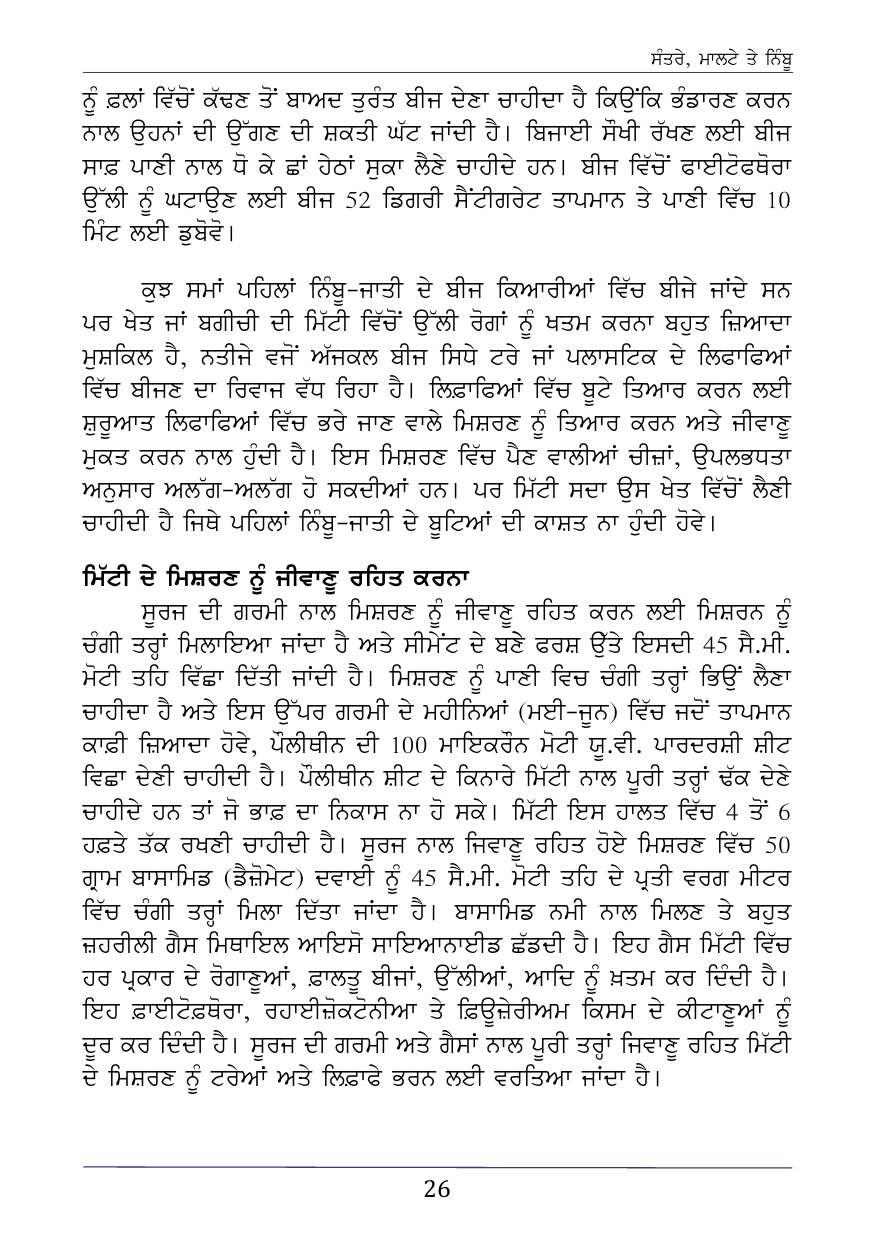 ਸੰਤਰੇ, ਮਾਲਟੇ ਤੇ ਨਿੰਬੂ
ਨੂੰ ਫ਼ਲਾਂ ਵਿੱਚੋਂ ਕੱਢਣ ਤੋਂ ਬਾਅਦ ਤੁਰੰਤ ਬੀਜ ਦੇਣਾ ਚਾਹੀਦਾ ਹੈ ਕਿਉਂਕਿ ਭੰਡਾਰਣ ਕਰਨ
ਨਾਲ ਉਹਨਾਂ ਦੀ ਉੱਗਣ ਦੀ ਸ਼ਕਤੀ ਘੱਟ ਜਾਂਦੀ ਹੈ। ਬਿਜਾਈ ਸੌਖੀ ਰੱਖਣ ਲਈ ਬੀਜ
ਸਾਫ਼ ਪਾਣੀ ਨਾਲ ਧੋ ਕੇ ਛਾਂ ਹੇਠਾਂ ਸੁਕਾ ਲੈਣੇ ਚਾਹੀਦੇ ਹਨ। ਬੀਜ ਵਿੱਚੋਂ ਫਾਈਟੋਫਥੋਰਾ
ਉੱਲੀ ਨੂੰ ਘਟਾਉਣ ਲਈ ਬੀਜ 52 ਡਿਗਰੀ ਸੈਂਟੀਗਰੇਟ ਤਾਪਮਾਨ ਤੇ ਪਾਣੀ ਵਿੱਚ 10
ਮਿੰਟ ਲਈ ਡੁਬੋਵੋ।
ਕੁਝ ਸਮਾਂ ਪਹਿਲਾਂ ਨਿੰਬੂ-ਜਾਤੀ ਦੇ ਬੀਜ ਕਿਆਰੀਆਂ ਵਿੱਚ ਬੀਜੇ ਜਾਂਦੇ ਸਨ
ਪਰ ਖੇਤ ਜਾਂ ਬਗੀਚੀ ਦੀ ਮਿੱਟੀ ਵਿੱਚੋਂ ਉੱਲੀ ਰੋਗਾਂ ਨੂੰ ਖਤਮ ਕਰਨਾ ਬਹੁਤ ਜ਼ਿਆਦਾ
ਮੁਸ਼ਕਿਲ ਹੈ, ਨਤੀਜੇ ਵਜੋਂ ਅੱਜਕਲ ਬੀਜ ਸਿਧੇ ਟਰੇ ਜਾਂ ਪਲਾਸਟਿਕ ਦੇ ਲਿਫਾਫਿਆਂ
ਵਿੱਚ ਬੀਜਣ ਦਾ ਰਿਵਾਜ ਵੱਧ ਰਿਹਾ ਹੈ। ਲਿਫ਼ਾਫਿਆਂ ਵਿੱਚ ਬੂਟੇ ਤਿਆਰ ਕਰਨ ਲਈ
ਸ਼ੁਰੂਆਤ ਲਿਫਾਫਿਆਂ ਵਿੱਚ ਭਰੇ ਜਾਣ ਵਾਲੇ ਮਿਸ਼ਰਣ ਨੂੰ ਤਿਆਰ ਕਰਨ ਅਤੇ ਜੀਵਾਣੂ
ਮੁਕਤ ਕਰਨ ਨਾਲ ਹੁੰਦੀ ਹੈ। ਇਸ ਮਿਸ਼ਰਣ ਵਿੱਚ ਪੈਣ ਵਾਲੀਆਂ ਚੀਜ਼ਾਂ, ਉਪਲਭਧਤਾ
ਅਨੁਸਾਰ ਅਲੱਗ-ਅਲੱਗ ਹੋ ਸਕਦੀਆਂ ਹਨ। ਪਰ ਮਿੱਟੀ ਸਦਾ ਉਸ ਖੇਤ ਵਿੱਚੋਂ ਲੈਣੀ
ਚਾਹੀਦੀ ਹੈ ਜਿਥੇ ਪਹਿਲਾਂ ਨਿੰਬੂ-ਜਾਤੀ ਦੇ ਬੂਟਿਆਂ ਦੀ ਕਾਸ਼ਤ ਨਾ ਹੁੰਦੀ ਹੋਵੇ।
ਮਿੱਟੀ ਦੇ ਮਿਸ਼ਰਣ ਨੂੰ ਜੀਵਾਣੂ ਰਹਿਤ ਕਰਨਾ
ਸੂਰਜ ਦੀ ਗਰਮੀ ਨਾਲ ਮਿਸ਼ਰਣ ਨੂੰ ਜੀਵਾਣੂ ਰਹਿਤ ਕਰਨ ਲਈ ਮਿਸ਼ਰਨ ਨੂੰ
ਚੰਗੀ ਤਰ੍ਹਾਂ ਮਿਲਾਇਆ ਜਾਂਦਾ ਹੈ ਅਤੇ ਸੀਮੇਂਟ ਦੇ ਬਣੇ ਫਰਸ਼ ਉੱਤੇ ਇਸਦੀ 45 ਸੈ.ਮੀ.
ਮੋਟੀ ਤਹਿ ਵਿੱਛਾ ਦਿੱਤੀ ਜਾਂਦੀ ਹੈ। ਮਿਸ਼ਰਣ ਨੂੰ ਪਾਣੀ ਵਿਚ ਚੰਗੀ ਤਰ੍ਹਾਂ ਭਿਉਂ ਲੈਣਾ
ਚਾਹੀਦਾ ਹੈ ਅਤੇ ਇਸ ਉੱਪਰ ਗਰਮੀ ਦੇ ਮਹੀਨਿਆਂ (ਮਈ-ਜੂਨ) ਵਿੱਚ ਜਦੋਂ ਤਾਪਮਾਨ
ਕਾਫ਼ੀ ਜ਼ਿਆਦਾ ਹੋਵੇ, ਪੌਲੀਥੀਨ ਦੀ 100 ਮਾਇਕਰੌਨ ਮੋਟੀ ਯੂ.ਵੀ. ਪਾਰਦਰਸ਼ੀ ਸ਼ੀਟ
ਵਿਛਾ ਦੇਣੀ ਚਾਹੀਦੀ ਹੈ। ਪੌਲੀਥੀਨ ਸ਼ੀਟ ਦੇ ਕਿਨਾਰੇ ਮਿੱਟੀ ਨਾਲ ਪੂਰੀ ਤਰ੍ਹਾਂ ਢੱਕ ਦੇਣੇ
ਚਾਹੀਦੇ ਹਨ ਤਾਂ ਜੋ ਭਾਫ਼ ਦਾ ਨਿਕਾਸ ਨਾ ਹੋ ਸਕੇ। ਮਿੱਟੀ ਇਸ ਹਾਲਤ ਵਿੱਚ 4 ਤੋਂ 6
ਹਫ਼ਤੇ ਤੱਕ ਰਖਣੀ ਚਾਹੀਦੀ ਹੈ। ਸੂਰਜ ਨਾਲ ਜਿਵਾਣੂ ਰਹਿਤ ਹੋਏ ਮਿਸ਼ਰਣ ਵਿੱਚ 50
ਗ੍ਰਾਮ ਬਾਸਾਮਿਡ (ਡੈਜ਼ੋਮੇਟ) ਦਵਾਈ ਨੂੰ 45 ਸੈ.ਮੀ. ਮੋਟੀ ਤਹਿ ਦੇ ਪ੍ਰਤੀ ਵਰਗ ਮੀਟਰ
ਵਿੱਚ ਚੰਗੀ ਤਰ੍ਹਾਂ ਮਿਲਾ ਦਿੱਤਾ ਜਾਂਦਾ ਹੈ। ਬਾਸਾਮਿਡ ਨਮੀ ਨਾਲ ਮਿਲਣ ਤੇ ਬਹੁਤ
ਜ਼ਹਰੀਲੀ ਗੈਸ ਮਿਥਾਇਲ ਆਇਸੋ ਸਾਇਆਨਾਈਡ ਛੱਡਦੀ ਹੈ। ਇਹ ਗੈਸ ਮਿੱਟੀ ਵਿੱਚ
ਹਰ ਪ੍ਰਕਾਰ ਦੇ ਰੋਗਾਣੂਆਂ, ਫ਼ਾਲਤੂ ਬੀਜਾਂ, ਉੱਲੀਆਂ, ਆਦਿ ਨੂੰ ਖ਼ਤਮ ਕਰ ਦਿੰਦੀ ਹੈ।
ਇਹ ਫ਼ਾਈਟੋਫ਼ਥੋਰਾ, ਰਹਾਈਜ਼ੋਕਟੋਨੀਆ ਤੇ ਫ਼ਿਊਜ਼ੇਰੀਅਮ ਕਿਸਮ ਦੇ ਕੀਟਾਣੂਆਂ ਨੂੰ
ਦੂਰ ਕਰ ਦਿੰਦੀ ਹੈ। ਸੂਰਜ ਦੀ ਗਰਮੀ ਅਤੇ ਗੈਸਾਂ ਨਾਲ ਪੂਰੀ ਤਰ੍ਹਾਂ ਜਿਵਾਣੂ ਰਹਿਤ ਮਿੱਟੀ
ਦੇ ਮਿਸ਼ਰਣ ਨੂੰ ਟਰੇਆਂ ਅਤੇ ਲਿਫ਼ਾਫੇ ਭਰਨ ਲਈ ਵਰਤਿਆ ਜਾਂਦਾ ਹੈ।
26